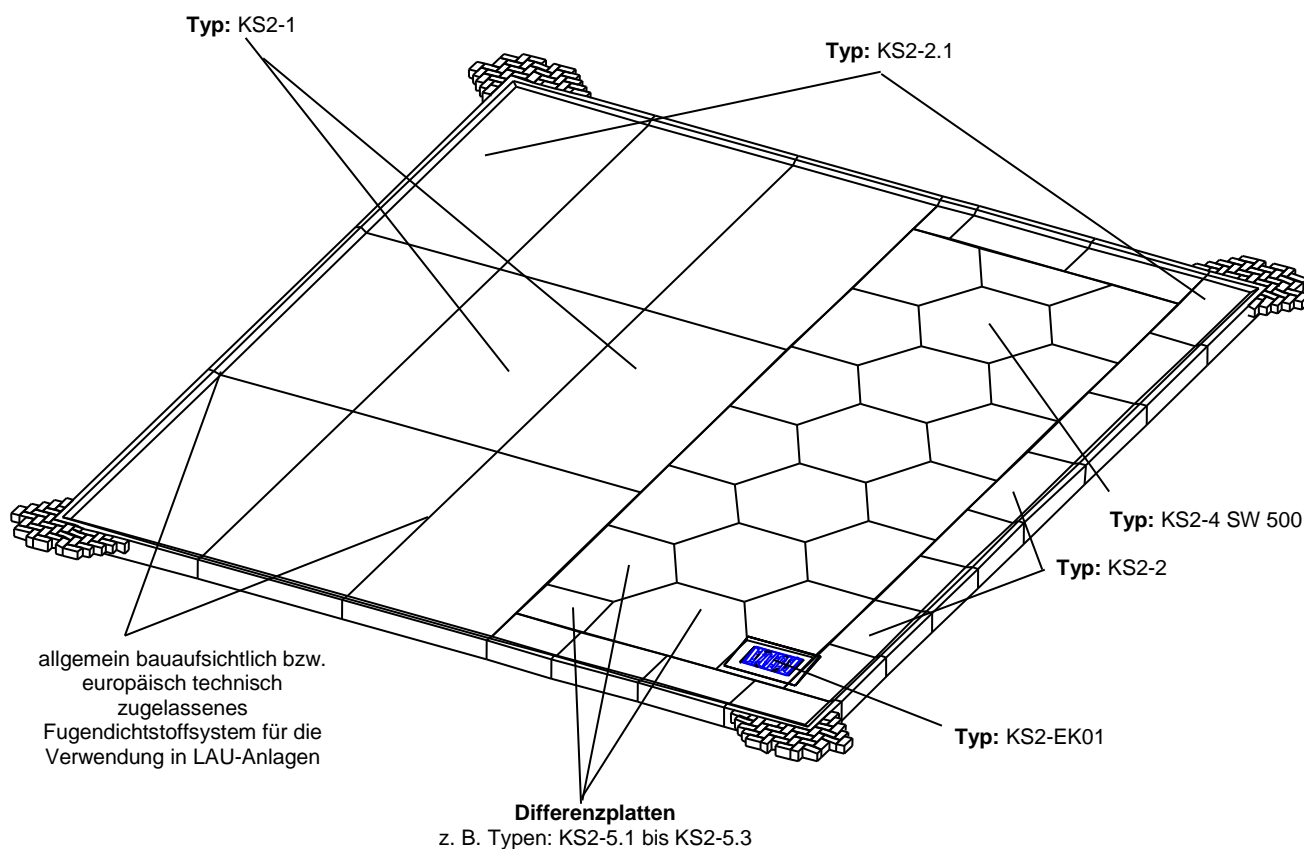 Typ: KS2-1
Typ: KS2-2.1
Typ: KS2-4 SW 500
Typ: KS2-2
allgemein bauaufsichtlich bzw.
europäisch technisch
zugelassenes
Fugendichtstoffsystem für die
Verwendung in LAU-Anlagen
Typ: KS2-EK01
Differenzplatten
z. B. Typen: KS2-5.1 bis KS2-5.3